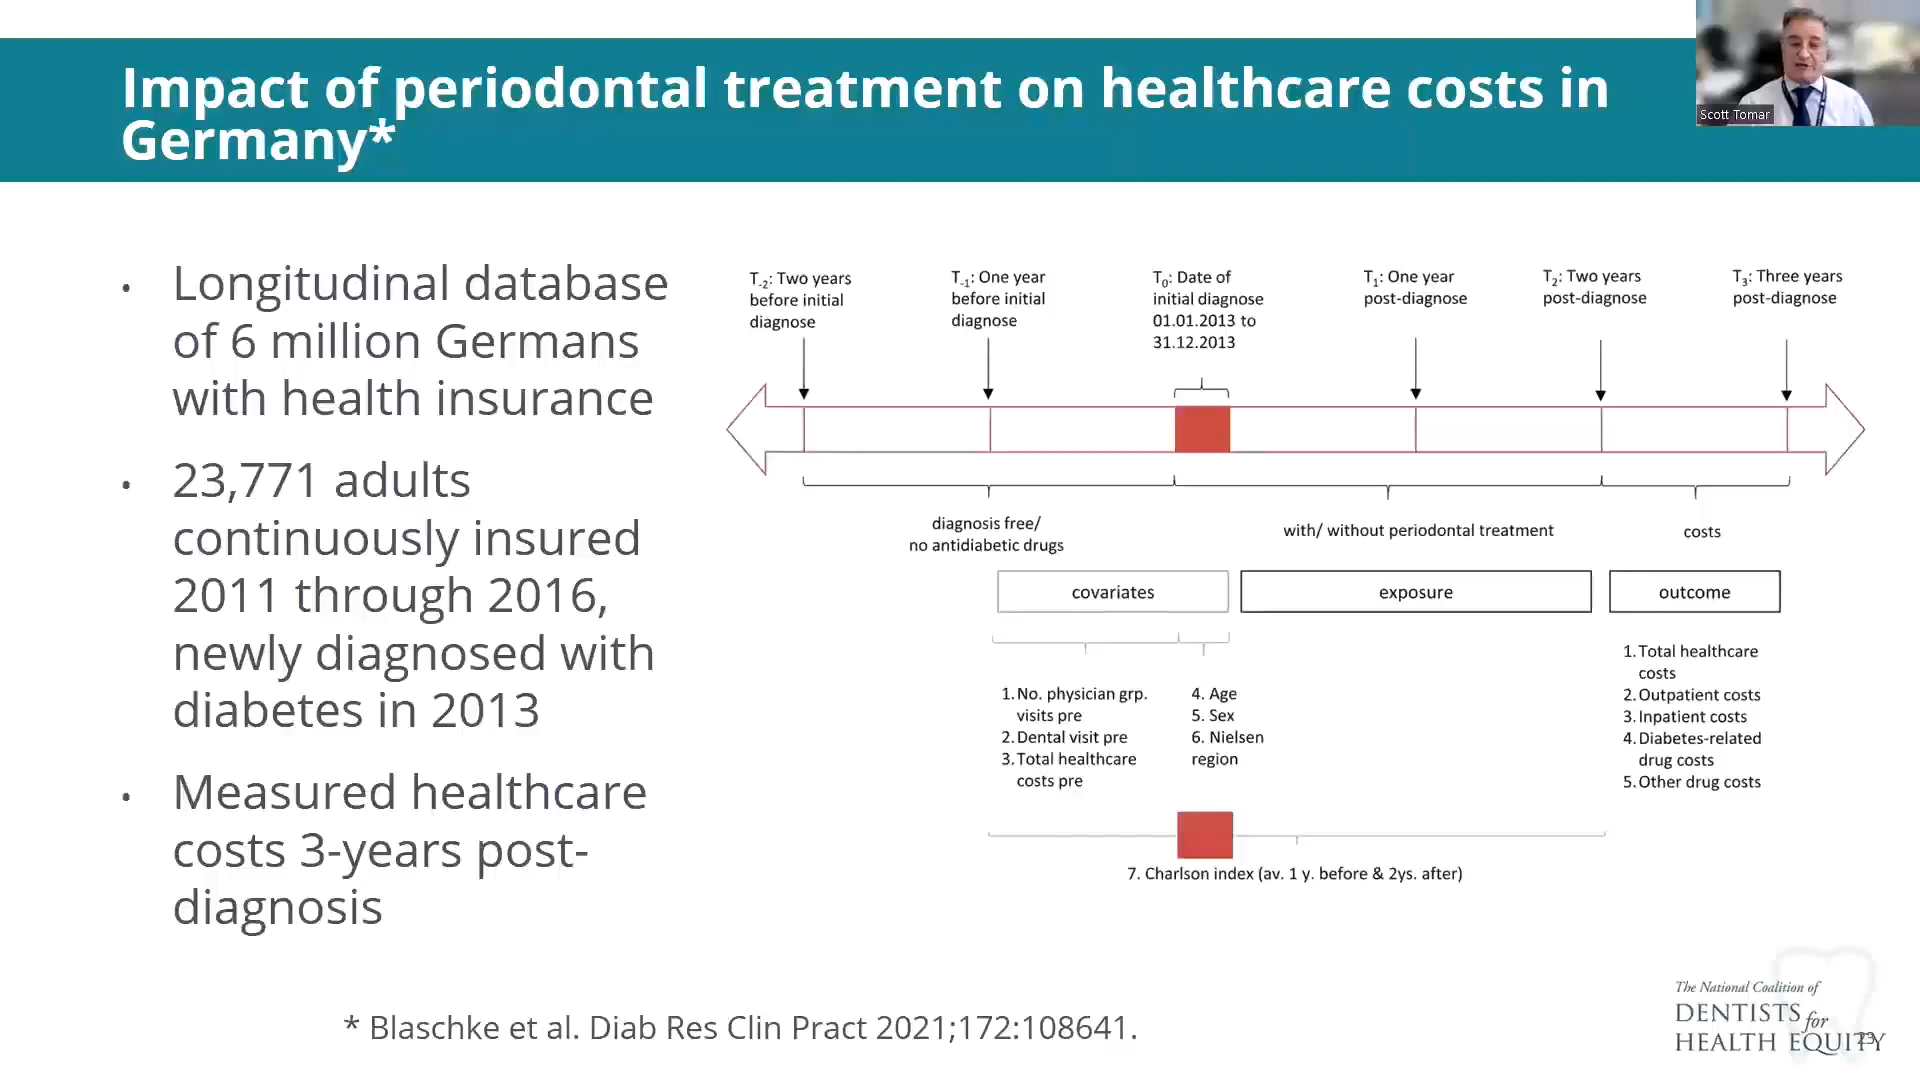 Impact of periodontal treatment on healthcare costs in
Germany*
Scott Tomar
• Longitudinal database
of 6 million Germans
with health insurance
• 23,771 adults
continuously insured
2011 through 2016,
newly diagnosed with
diabetes in 2013
• Measured healthcare
costs 3-years post-
diagnosis
T-2: Two years
before initial
diagnose
T-1: One year
before initial
diagnose
T0: Date of
initial diagnose
01.01.2013 to
31.12.2013
T1: One year
post-diagnose
T2: Two years
post-diagnose
T3: Three years
post-diagnose
diagnosis free/
no antidiabetic drugs
with/ without periodontal treatment
costs
covariates
exposure
outcome
1. No. physician grp.
visits pre
2. Dental visit pre
3. Total healthcare
costs pre
4. Age
5. Sex
6. Nielsen
region
1. Total healthcare
costs
2. Outpatient costs
3. Inpatient costs
4. Diabetes-related
drug costs
5. Other drug costs
7. Charlson index (av. 1 y. before & 2ys. after)
* Blaschke et al. Diab Res Clin Pract 2021;172:108641.
The National Coalition of
DENTISTS for
HEALTH EQUITY
23